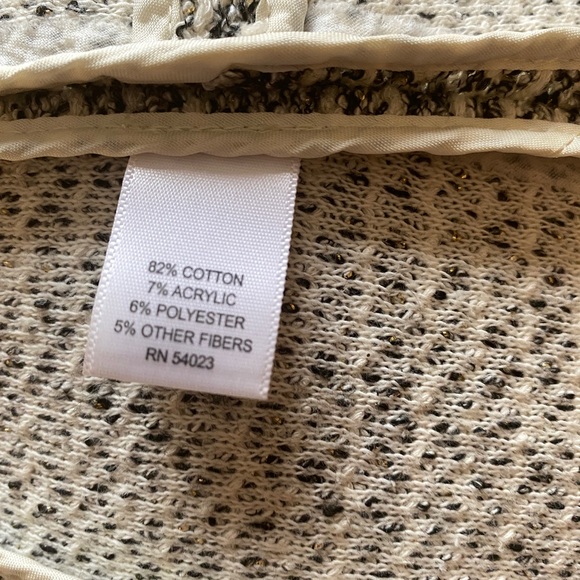 82% COTTON
7% ACRYLIC
6% POLYESTER
5% OTHER FIBERS
RN 54023